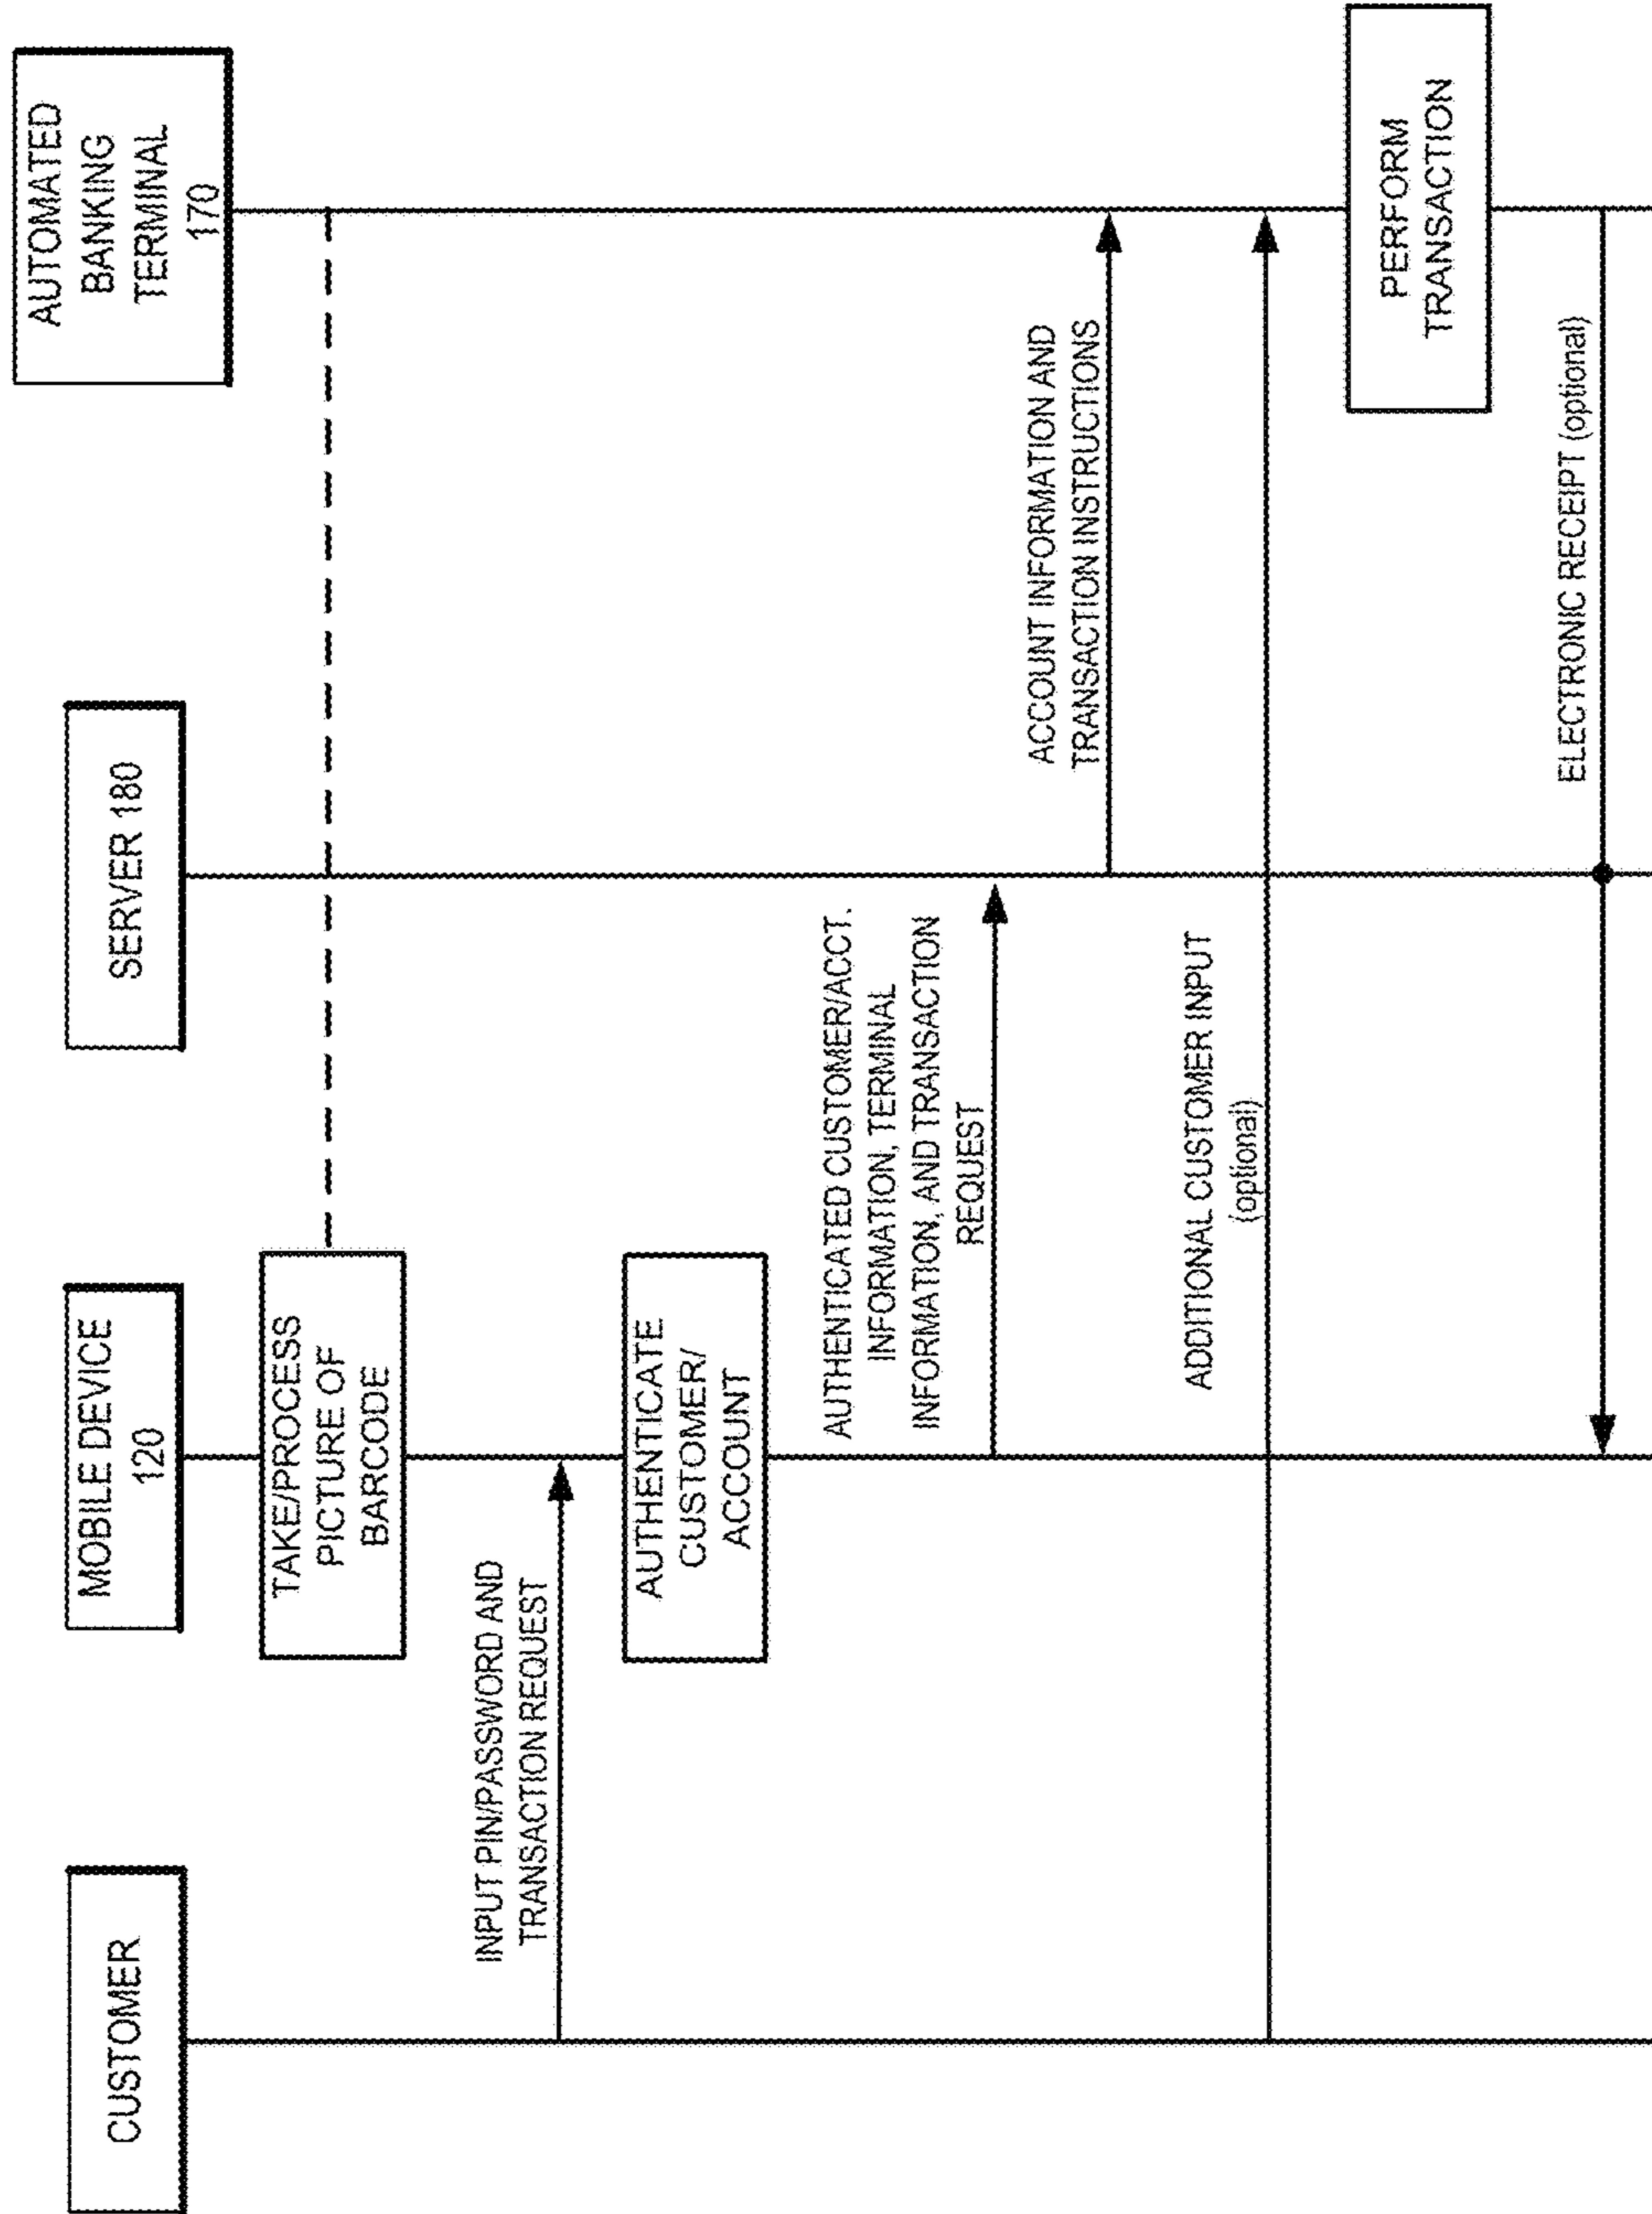 CUSTOMER
MOBILE DEVICE
120
SERVER 180
AUTOMATED
BANKING
TERMINAL
170
TAKE/PROCESS
PICTURE OF
BARCODE
INPUT PIN/PASSWORD AND
TRANSACTION REQUEST
AUTHENTICATE
CUSTOMER/
ACCOUNT
AUTHENTICATED CUSTOMER/ACCT.
INFORMATION, TERMINAL
INFORMATION, AND TRANSACTION
REQUEST
ACCOUNT INFORMATION AND
TRANSACTION INSTRUCTIONS
ADDITIONAL CUSTOMER INPUT
(optional)
PERFORM
TRANSACTION
ELECTRONIC RECEIPT (optional)